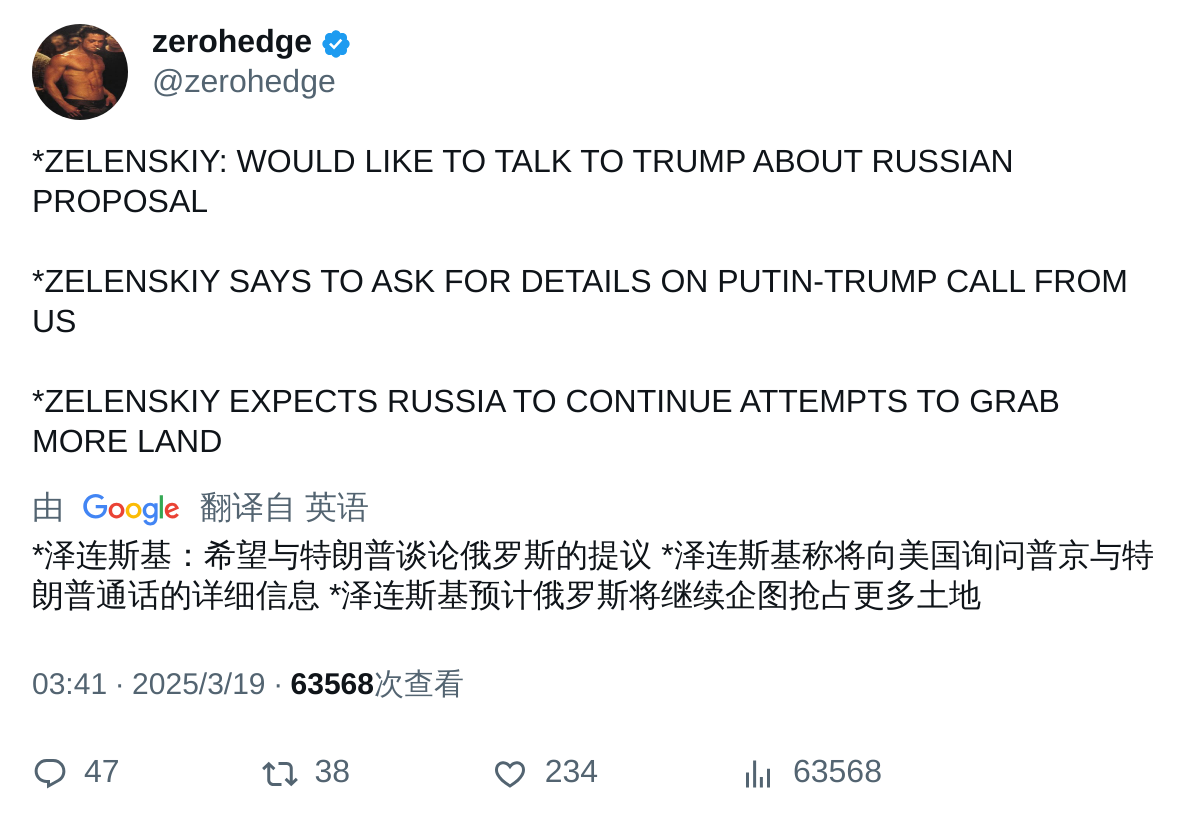 zerohedge
@zerohedge
*ZELENSKIY: WOULD LIKE TO TALK TO TRUMP ABOUT RUSSIAN
PROPOSAL
*ZELENSKIY SAYS TO ASK FOR DETAILS ON PUTIN-TRUMP CALL FROM
US
*ZELENSKIY EXPECTS RUSSIA TO CONTINUE ATTEMPTS TO GRAB
MORE LAND
由 Google 翻译自 英语
*泽连斯基：希望与特朗普谈论俄罗斯的提议 *泽连斯基称将向美国询问普京与特
朗普通话的详细信息 *泽连斯基预计俄罗斯将继续企图抢占更多土地
03:41 · 2025/3/19 · 63568次查看
47 38 234 63568